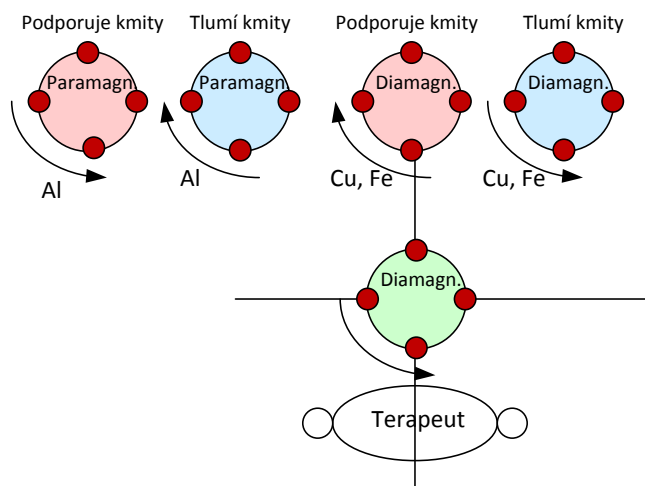 Podporuje kmity
Tlumí kmity
Podporuje kmity
Tlumí kmity
Paramagn.
Paramagn.
Diamagn.
Diamagn.
Al
Al
Cu, Fe
Cu, Fe
Diamagn.
Terapeut